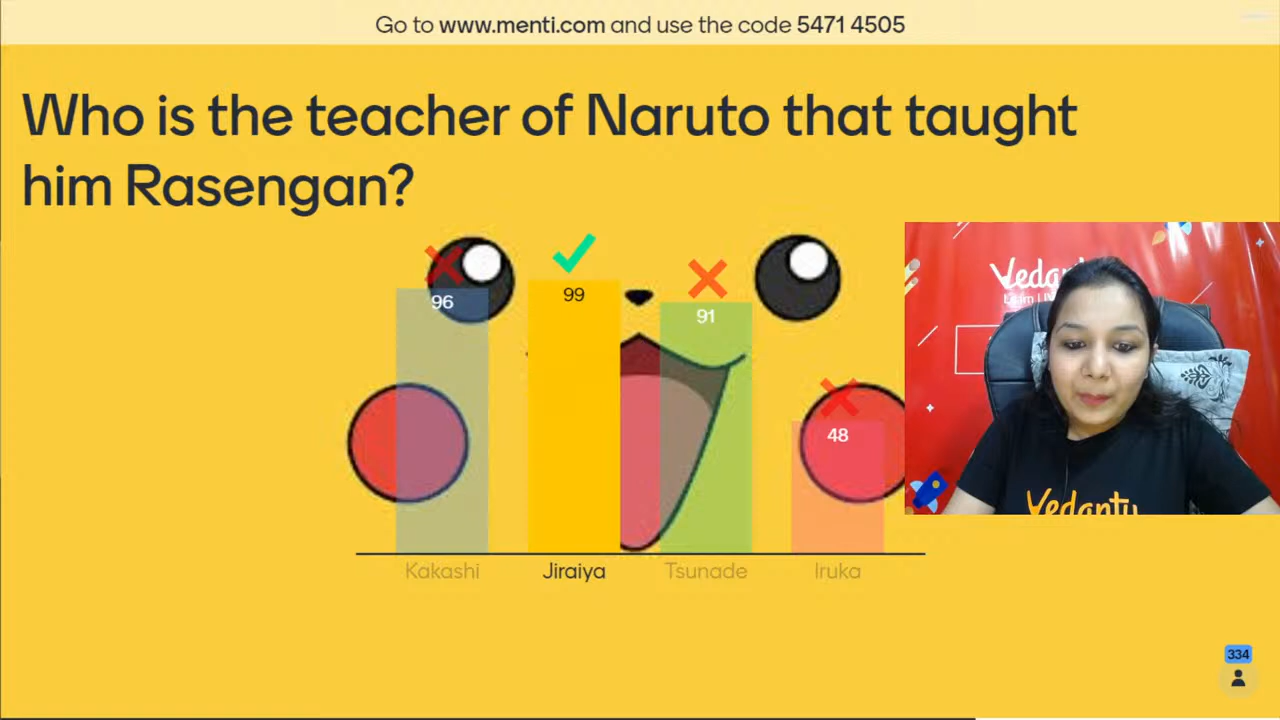 Go to www.menti.com and use the code 5471 4505
Who is the teacher of Naruto that taught
him Rasengan?
96
99
91
48
Kakashi
Jiraiya
Tsunade
Iruka
Vedantu
334